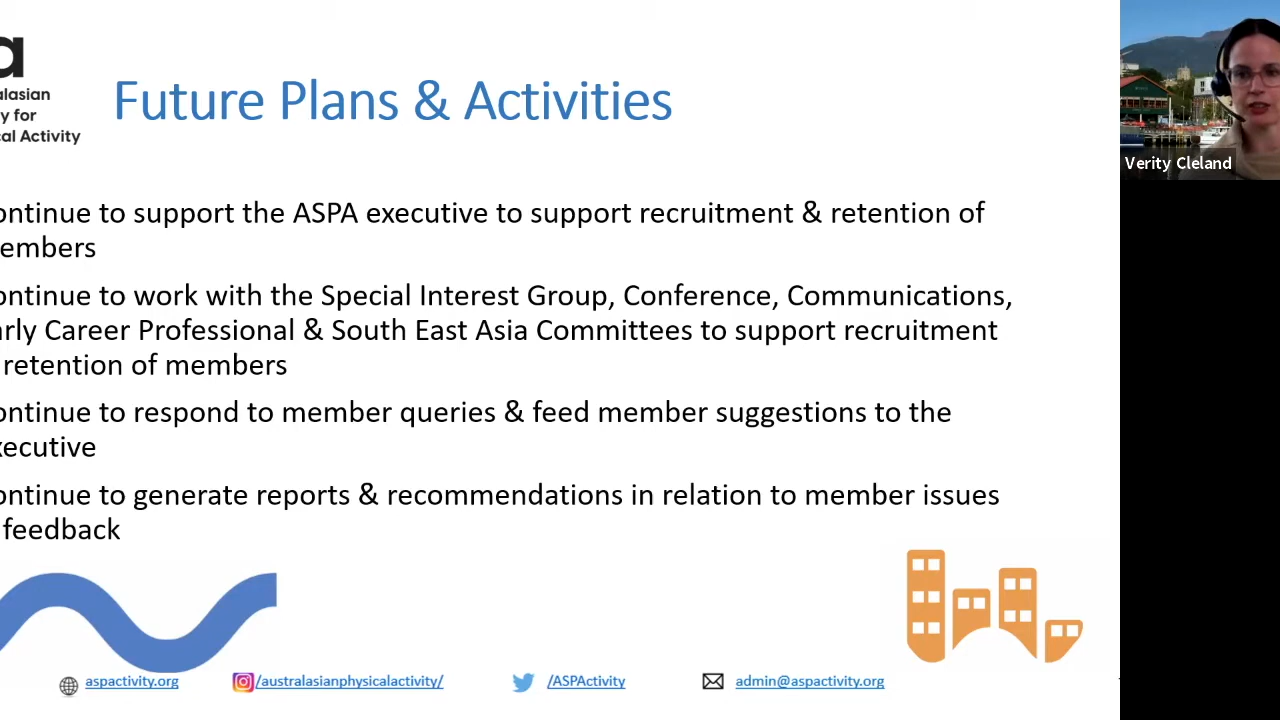 a
alasian
y for
cal Activity
Future Plans & Activities
Verity Cleland
ontinue to support the ASPA executive to support recruitment & retention of
embers
ontinue to work with the Special Interest Group, Conference, Communications,
arly Career Professional & South East Asia Committees to support recruitment
retention of members
ontinue to respond to member queries & feed member suggestions to the
xecutive
ontinue to generate reports & recommendations in relation to member issues
feedback
aspactivity.org
/australasianphysicalactivity/
/ASPActivity
admin@aspactivity.org